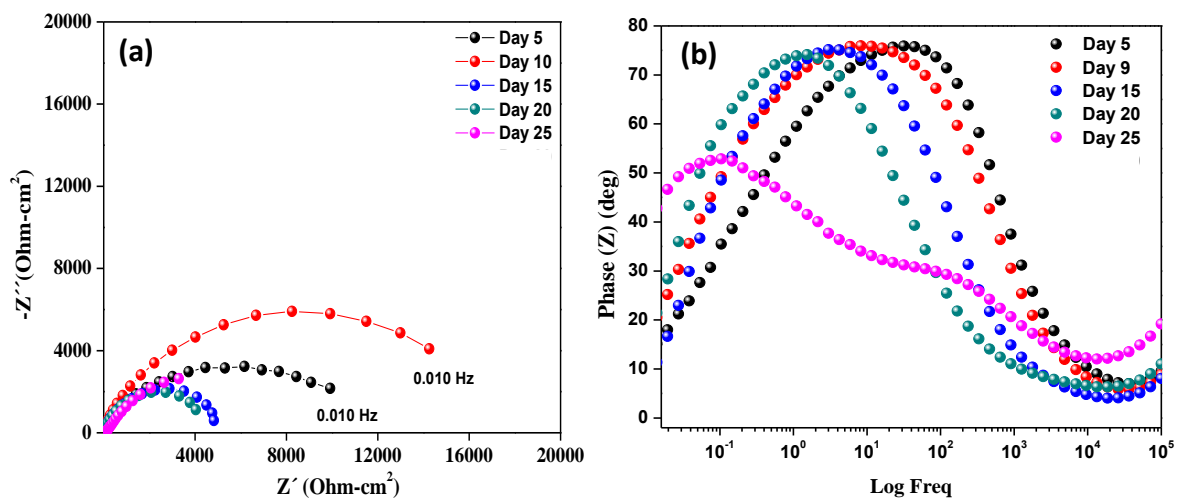 (a)
Day 5
Day 10
Day 15
Day 20
Day 25
20000
16000
12000
8000
4000
0
-Z´´(Ohm-cm²)
0.010 Hz
0.010 Hz
4000 8000 12000 16000 20000
Z´ (Ohm-cm²)
(b)
Day 5
Day 9
Day 15
Day 20
Day 25
80
70
60
50
40
30
20
10
0
Phase (Z) (deg)
10⁻¹ 10⁰ 10¹ 10² 10³ 10⁴ 10⁵
Log Freq